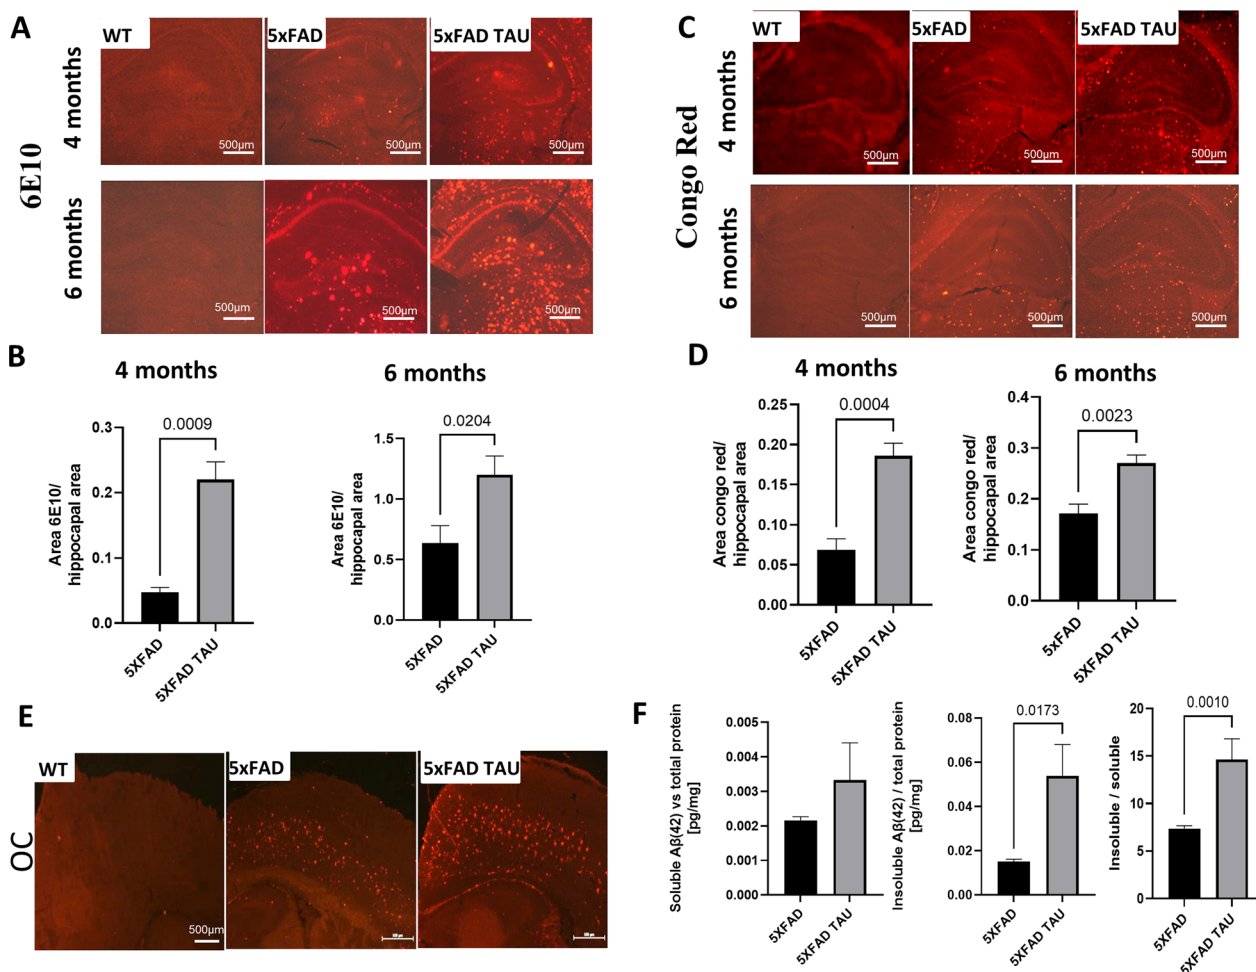 A
WT
5xFAD
5xFAD TAU
6E10
4 months
500μm
500μm
500μm
6 months
500μm
500μm
500μm
C
WT
5xFAD
5xFAD TAU
Congo Red
4 months
500μm
500μm
500μm
6 months
500μm
500μm
500μm
B
4 months
Area 6E10/
hippocapal area
0.3
0.2
0.1
0.0
0.0009
5XFAD
5XFAD TAU
6 months
Area 6E10/
hippocapal area
1.5
1.0
0.5
0.0
0.0204
5XFAD
5XFAD TAU
D
4 months
Area congo red/
hippocapal area
0.25
0.20
0.15
0.10
0.05
0.00
0.0004
5XFAD
5XFAD TAU
6 months
Area congo red/
hippocapal area
0.4
0.3
0.2
0.1
0.0
0.0023
5xFAD
5XFAD TAU
E
OC
WT
5xFAD
5xFAD TAU
500μm
F
Soluble Aβ(42) vs totlal protein
[pg/mg]
0.005
0.004
0.003
0.002
0.001
0.000
5XFAD
5XFAD TAU
Insoluble Aβ(42) / total protein
[pg/mg]
0.08
0.06
0.04
0.02
0.00
0.0173
5XFAD
5XFAD TAU
Insoluble / soluble
20
15
10
5
0
0.0010
5XFAD
5XFAD TAU